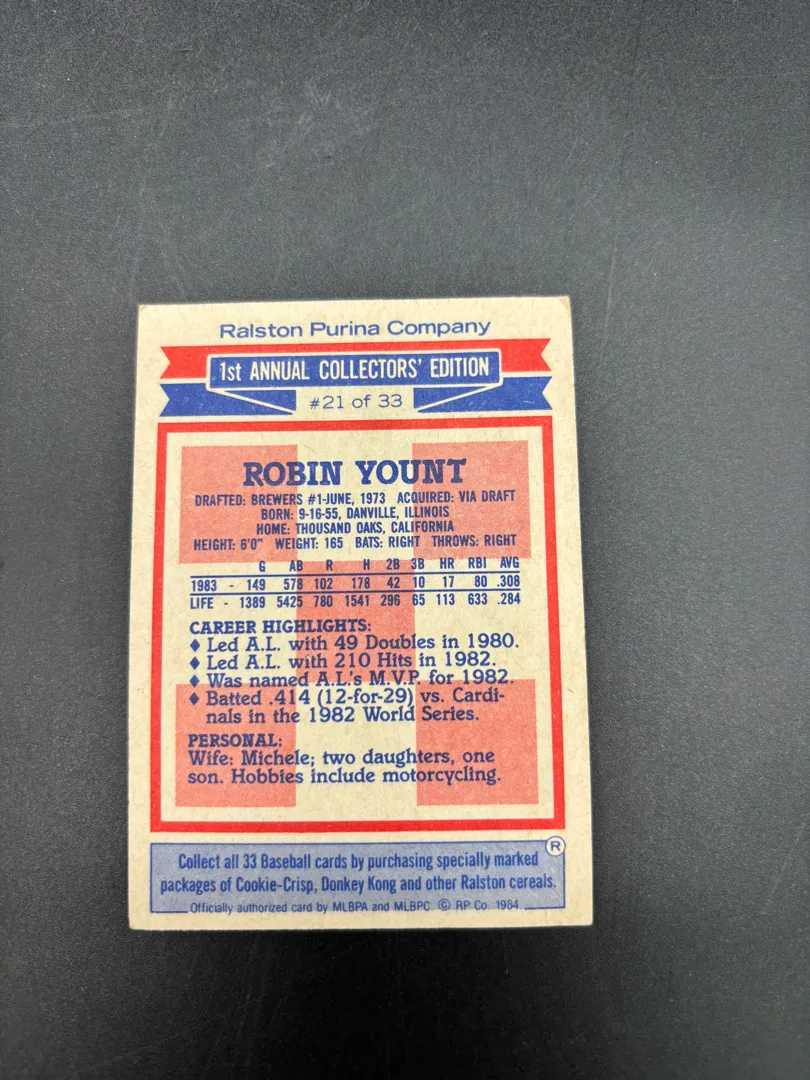 Ralston Purina Company
1st ANNUAL COLLECTORS' EDITION
#21 of 33
ROBIN YOUNT
DRAFTED: BREWERS #1-JUNE, 1973 ACQUIRED: VIA DRAFT
BORN: 9-16-55, DANVILLE, ILLINOIS
HOME: THOUSAND OAKS, CALIFORNIA
HEIGHT: 6'0" WEIGHT: 165 BATS: RIGHT THROWS: RIGHT
G AB R H 2B 3B HR RBI AVG
1983 - 149 578 102 178 42 10 17 80 .308
LIFE - 1389 5425 780 1541 296 65 113 633 .284
CAREER HIGHLIGHTS:
♦ Led A.L. with 49 Doubles in 1980.
♦ Led A.L. with 210 Hits in 1982.
♦ Was named A.L.'s M.V.P. for 1982.
♦ Batted .414 (12-for-29) vs. Cardi-
nals in the 1982 World Series.
PERSONAL:
Wife: Michele; two daughters, one
son. Hobbies include motorcycling.
®
Collect all 33 Baseball cards by purchasing specially marked
packages of Cookie-Crisp, Donkey Kong and other Ralston cereals.
Officially authorized card by MLBPA and MLBPC. © RP Co. 1984